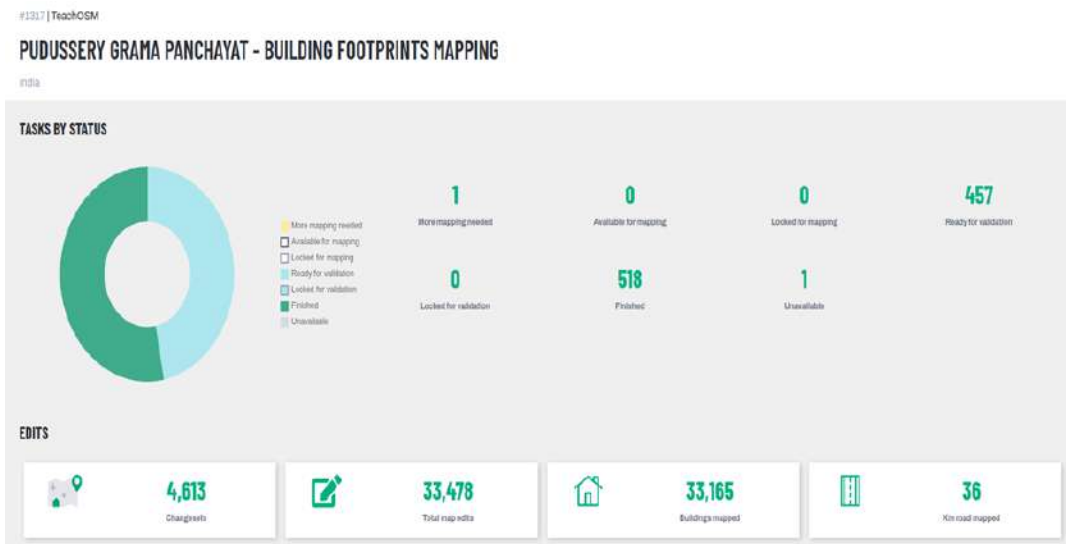 #1317 | TeachOSM
PUDUSSERY GRAMA PANCHAYAT - BUILDING FOOTPRINTS MAPPING
India
TASKS BY STATUS
More mapping needed
Available for mapping
Locked for mapping
Ready for validation
Locked for validation
Finished
Unavailable
1
More mapping needed
0
Available for mapping
0
Locked for mapping
457
Ready for validation
0
Locked for validation
518
Finished
1
Unavailable
EDITS
4,613
Changesets
33,478
Total map edits
33,165
Buildings mapped
36
Km road mapped